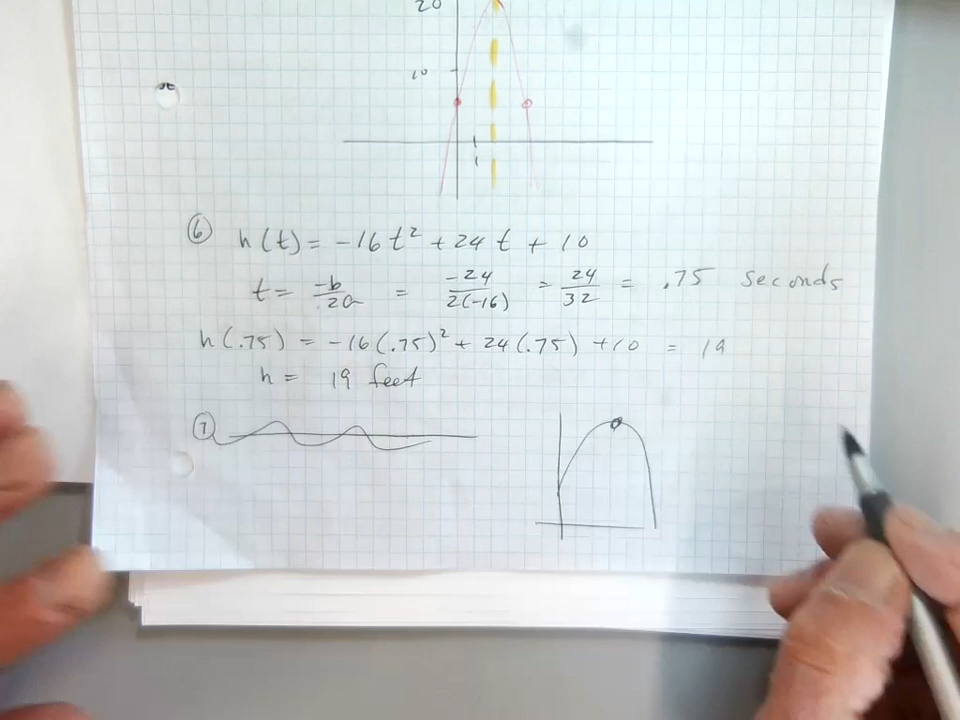 20
10
1
1
⑥ h(t) = -16t² + 24t + 10
t = -b/2a = -24/2(-16) = 24/32 = .75 seconds
h(.75) = -16(.75)² + 24(.75) + 10 = 19
h = 19 feet
⑦